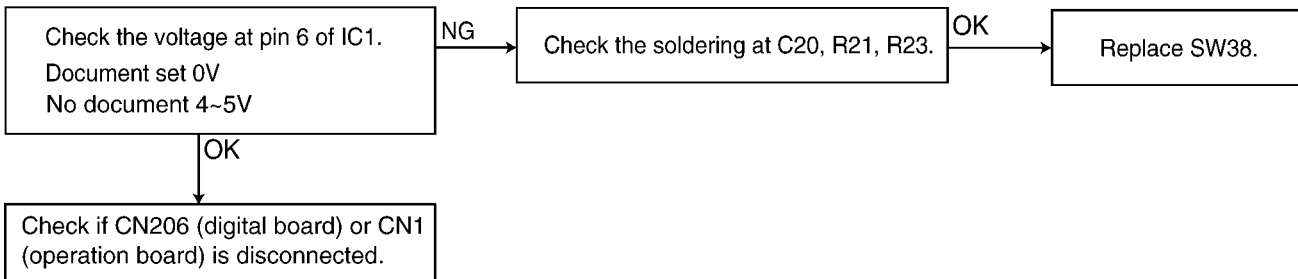 Check the voltage at pin 6 of IC1.
Document set 0V
No document 4~5V
NG
Check the soldering at C20, R21, R23.
OK
Replace SW38.
OK
Check if CN206 (digital board) or CN1
(operation board) is disconnected.